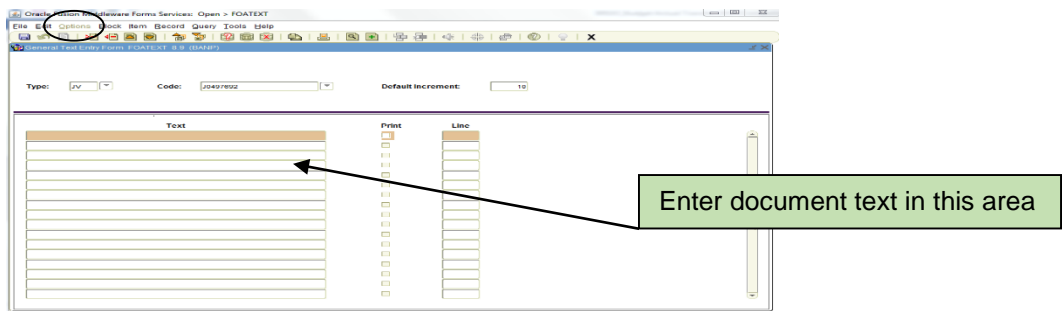 Oracle Fusion Middleware Forms Services: Open > FOATEXT
File Edit Options Block Item Record Query Tools Help
General Text Entry Form FOATEXT 8.9 (BANP)
Type: JV Code: J0497692 Default Increment: 10
Text Print Line
Enter document text in this area